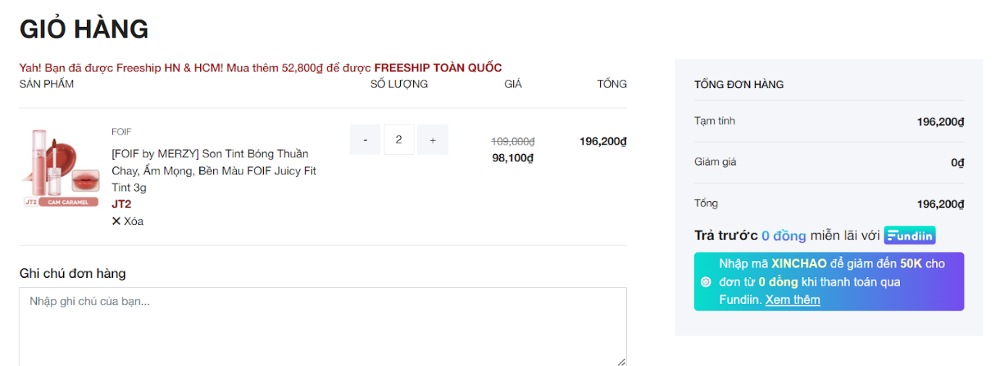 GIỎ HÀNG
Yah! Bạn đã được Freeship HN & HCM! Mua thêm 52,800₫ để được FREESHIP TOÀN QUỐC
SẢN PHẨM SỐ LƯỢNG GIÁ TỔNG
FOIF
[FOIF by MERZY] Son Tint Bóng Thuần
Chay, Ẩm Mọng, Bền Màu FOIF Juicy Fit
Tint 3g
JT2
✕ Xóa
- 2 +
109,000₫
98,100₫
196,200₫
JT2 CAM CARAMEL
Ghi chú đơn hàng
Nhập ghi chú của bạn...
TỔNG ĐƠN HÀNG
Tạm tính 196,200₫
Giảm giá 0₫
Tổng 196,200₫
Trả trước 0 đồng miễn lãi với Fundiin
Nhập mã XINCHAO để giảm đến 50K cho
đơn từ 0 đồng khi thanh toán qua
Fundiin. Xem thêm